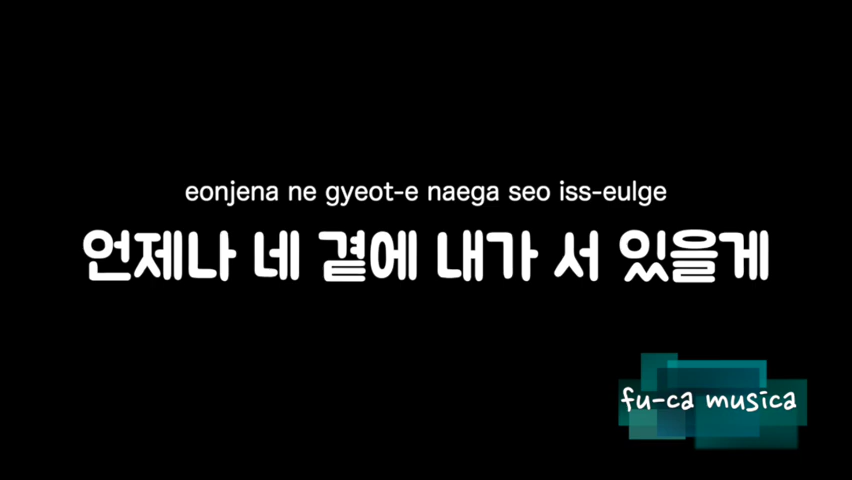 eonjena ne gyeot-e naega seo iss-eulge
언제나 네 곁에 내가 서 있을게
fu-ca musica